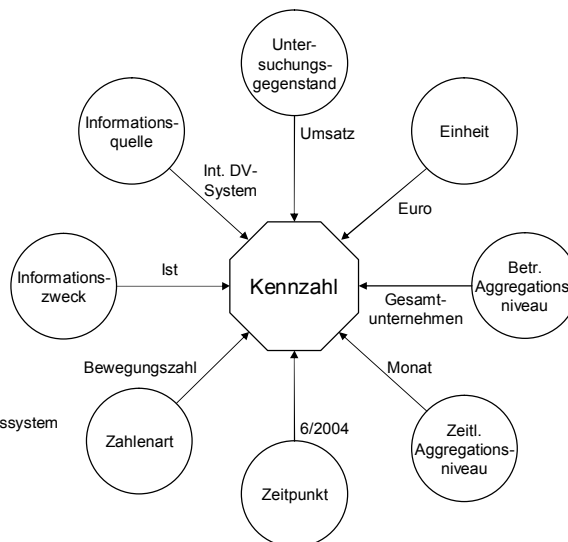 Unter-
suchungs-
gegenstand
Informations-
quelle
Einheit
Umsatz
Int. DV-
System
Euro
Informations-
zweck
Ist
Kennzahl
Gesamt-
unternehmen
Betr.
Aggregations
niveau
Bewegungszahl
Monat
ssystem
Zahlenart
6/2004
Zeitpunkt
Zeitl.
Aggregations-
niveau